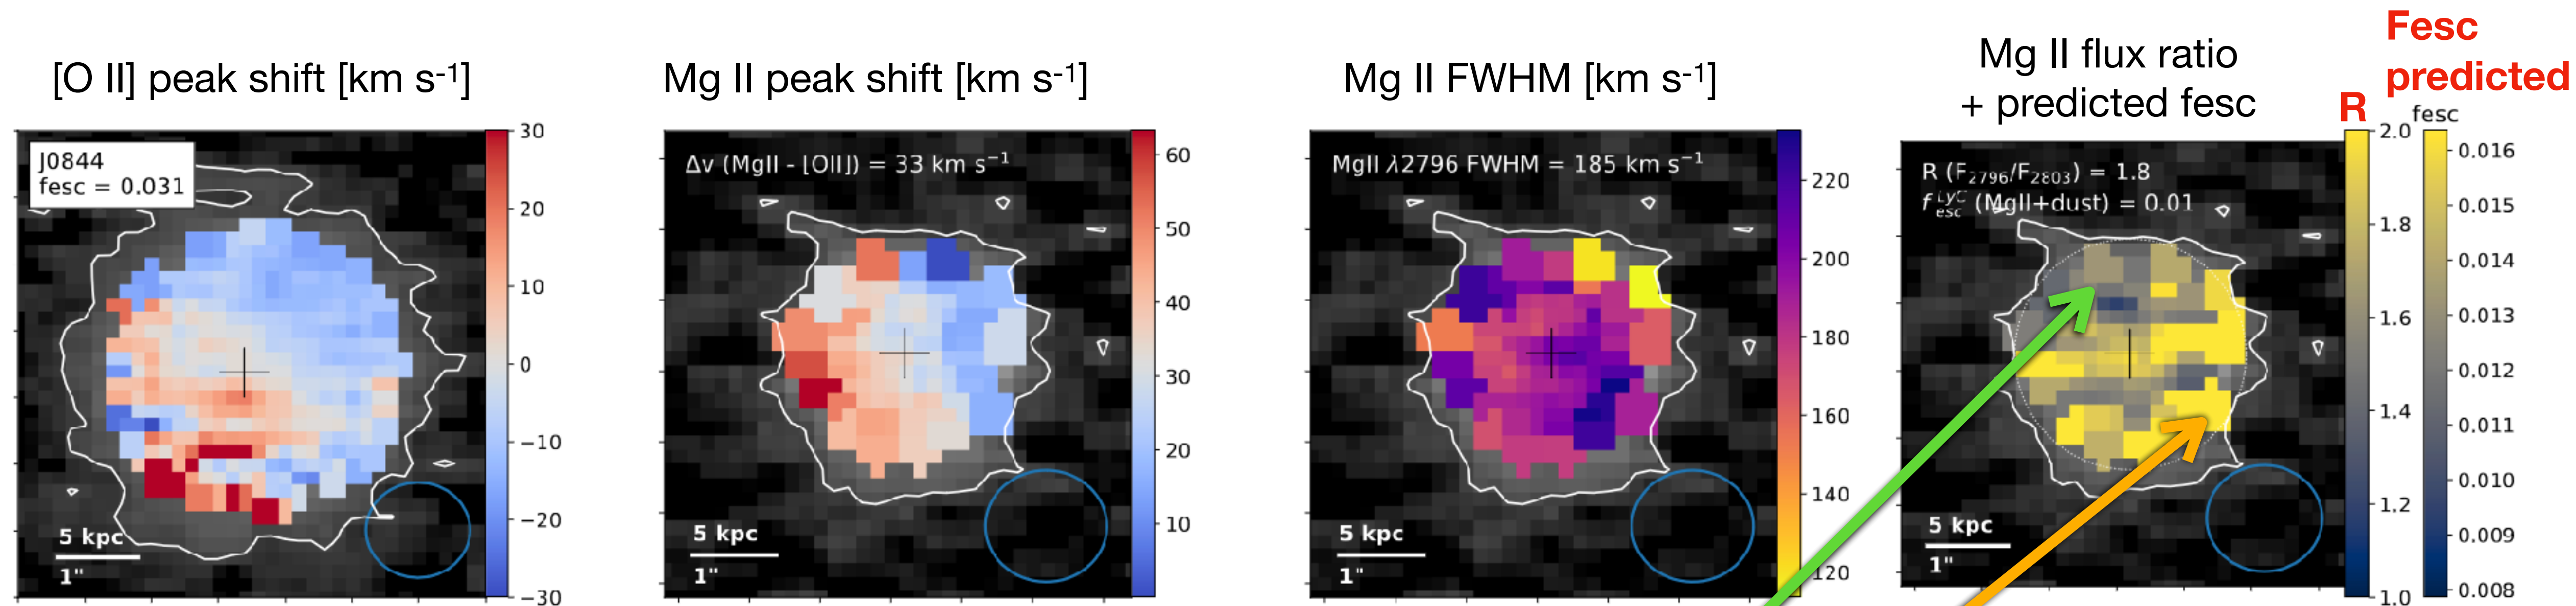 [O II] peak shift [km s-1]
J0844
fesc = 0.031
30
20
10
0
−10
−20
−30
5 kpc
1"
Mg II peak shift [km s-1]
Δv (MgII - [OII]) = 33 km s−1
60
50
40
30
20
10
5 kpc
1"
Mg II FWHM [km s-1]
MgII λ2796 FWHM = 185 km s−1
220
200
180
160
140
120
5 kpc
1"
Mg II flux ratio
+ predicted fesc
R (F2796/F2803) = 1.8
fescLyC (MgII+dust) = 0.01
5 kpc
1"
R
2.0
1.8
1.6
1.4
1.2
1.0
Fesc
predicted
fesc
0.016
0.015
0.014
0.013
0.012
0.011
0.010
0.009
0.008